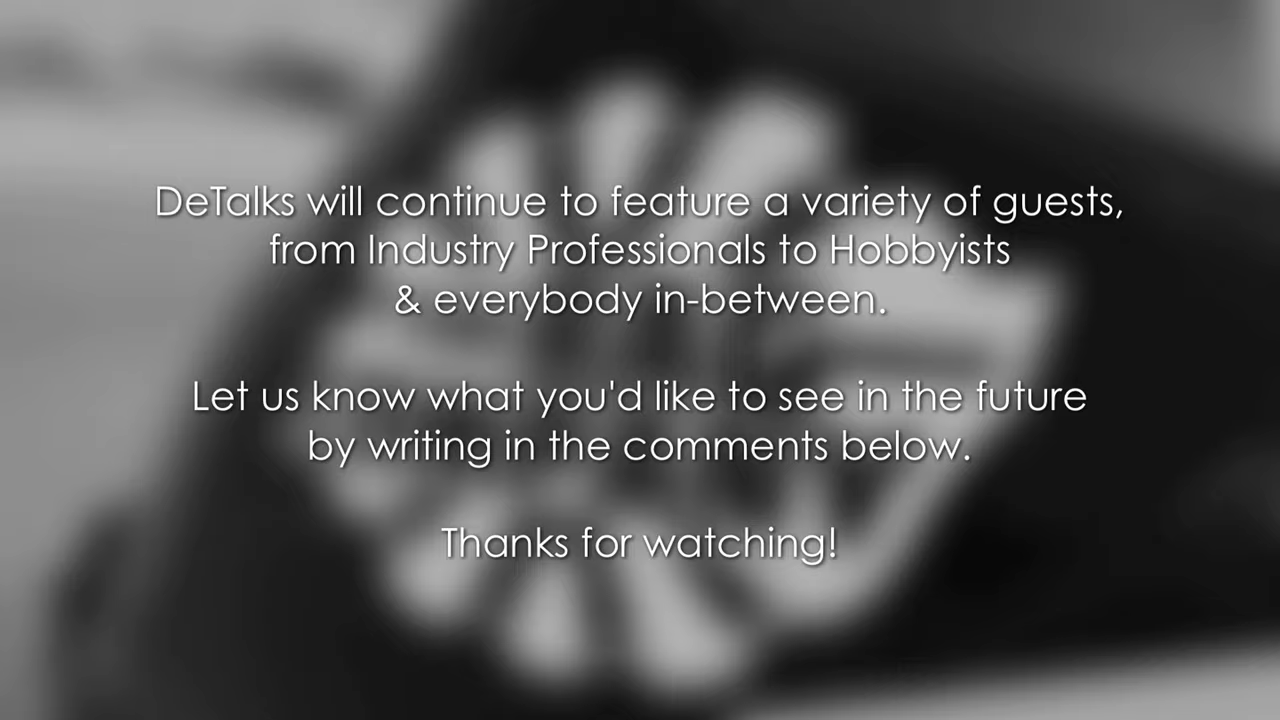 DeTalks will continue to feature a variety of guests,
from Industry Professionals to Hobbyists
& everybody in-between.
Let us know what you'd like to see in the future
by writing in the comments below.
Thanks for watching!